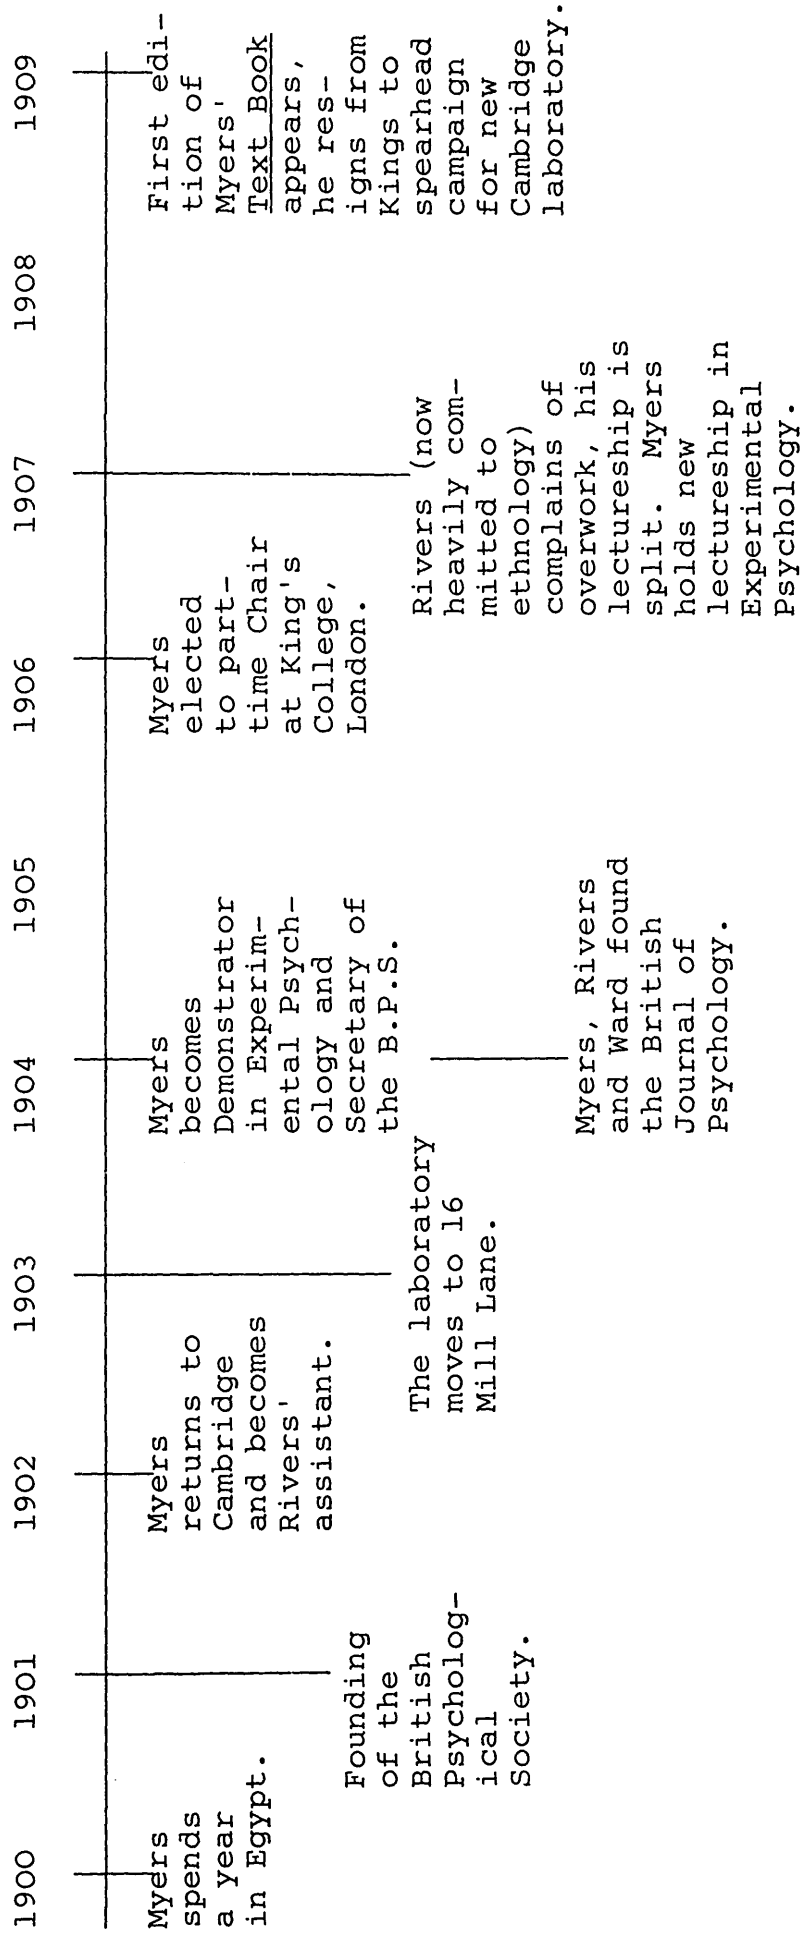 1900 1901 1902 1903 1904 1905 1906 1907 1908 1909
Myers
spends
a year
in Egypt.
Founding
of the
British
Psycholog-
ical
Society.
Myers
returns to
Cambridge
and becomes
Rivers'
assistant.
The laboratory
moves to 16
Mill Lane.
Myers
becomes
Demonstrator
in Experim-
ental Psych-
ology and
Secretary of
the B.P.S.
Myers, Rivers
and Ward found
the British
Journal of
Psychology.
Myers
elected
to part-
time Chair
at King's
College,
London.
Rivers (now
heavily com-
mitted to
ethnology)
complains of
overwork, his
lectureship is
split. Myers
holds new
lectureship in
Experimental
Psychology.
First edi-
tion of
Myers'
Text Book
appears,
he res-
igns from
Kings to
spearhead
campaign
for new
Cambridge
laboratory.